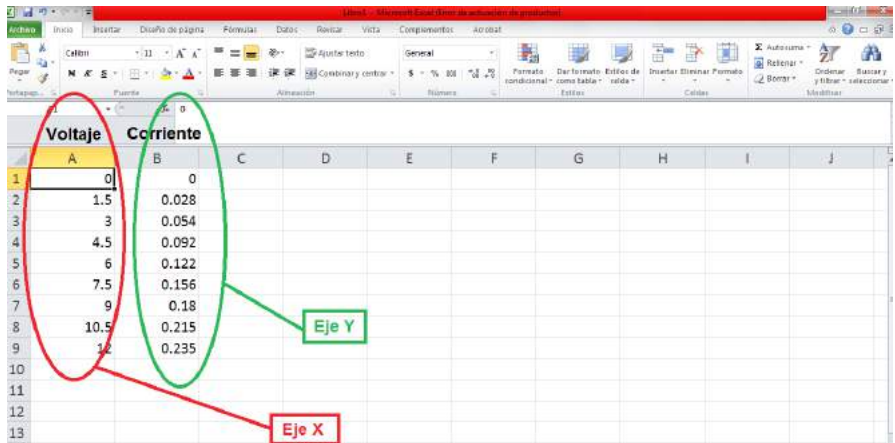 Libro1 - Microsoft Excel (Error de activación de productos)
Archivo Inicio Insertar Diseño de página Fórmulas Datos Revisar Vista Complementos Acrobat
Calibri 11 A A Ajustar texto General Σ Autosuma
Pegar N K S Combinar y centrar $ % 000 Formato condicional Dar formato como tabla Estilos de celda Insertar Eliminar Formato Rellenar Borrar Ordenar y filtrar Buscar y seleccionar
Portapap... Fuente Alineación Número Estilos Celdas Modificar
fx 0
Voltaje Corriente
A B C D E F G H I J
1 0 0
2 1.5 0.028
3 3 0.054
4 4.5 0.092
5 6 0.122
6 7.5 0.156
7 9 0.18
8 10.5 0.215 Eje Y
9 12 0.235
10
11
12
13 Eje X